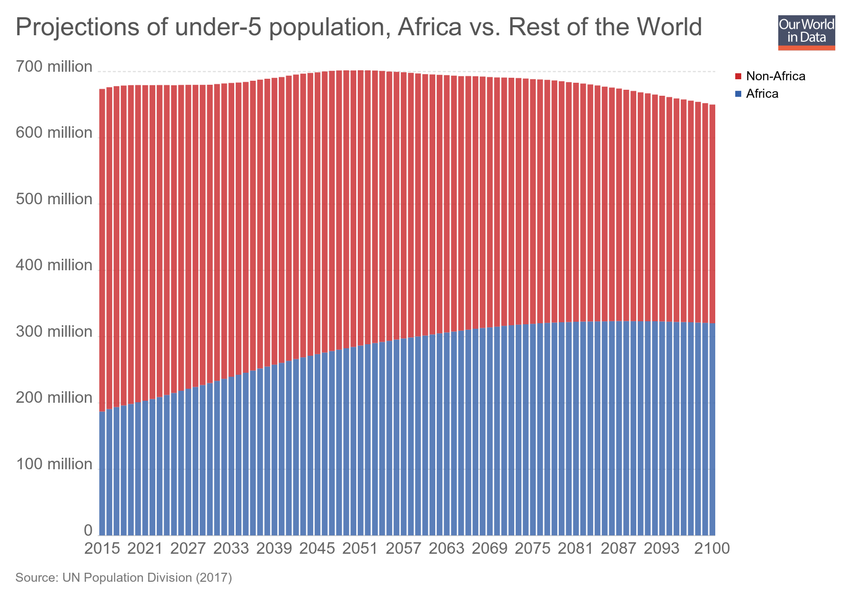 Projections of under-5 population, Africa vs. Rest of the World
Our World
in Data
700 million
600 million
500 million
400 million
300 million
200 million
100 million
0
2015 2021 2027 2033 2039 2045 2051 2057 2063 2069 2075 2081 2087 2093 2100
Non-Africa
Africa
Source: UN Population Division (2017)